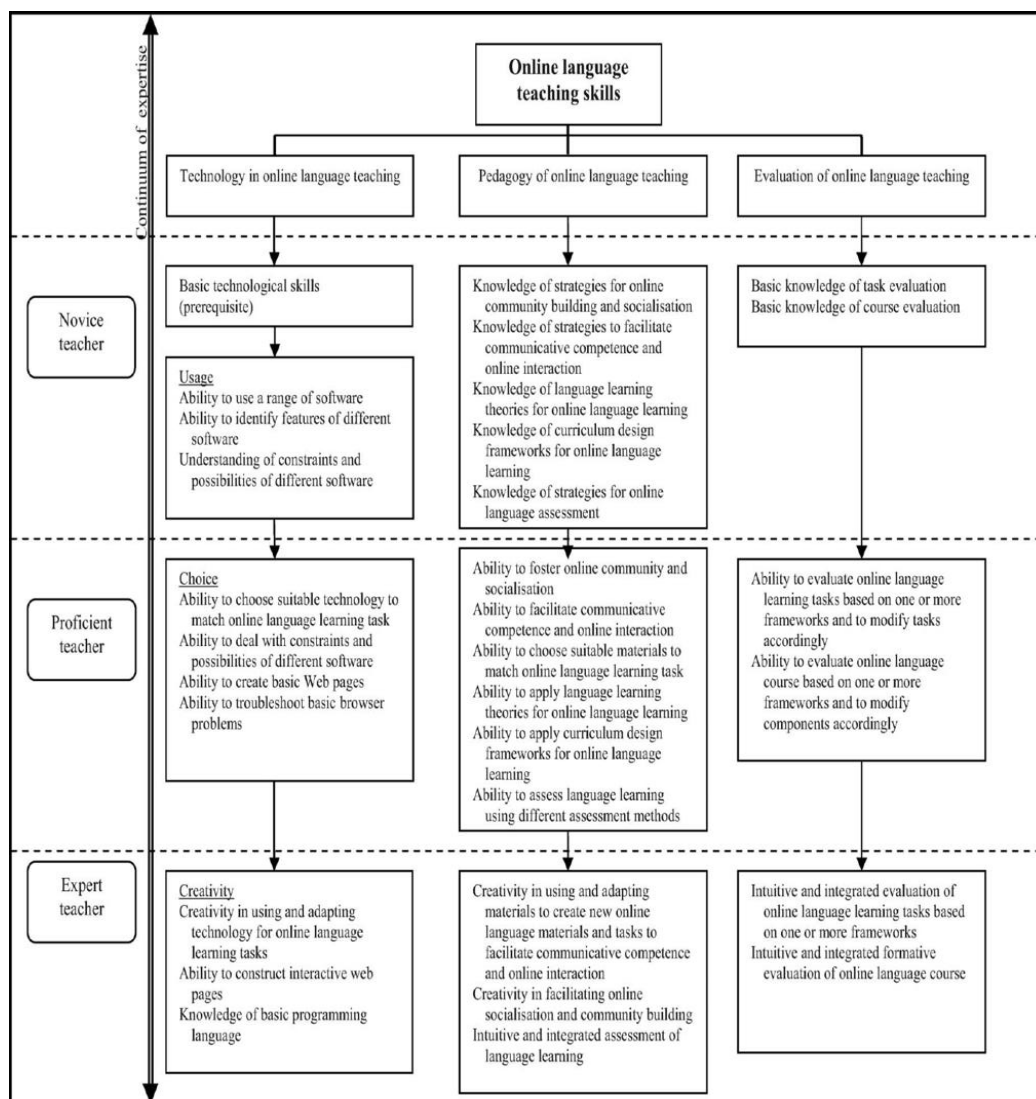 Continuum of expertise
Online language
teaching skills
Technology in online language teaching
Pedagogy of online language teaching
Evaluation of online language teaching
Novice
teacher
Basic technological skills
(prerequisite)
Usage
Ability to use a range of software
Ability to identify features of different
software
Understanding of constraints and
possibilities of different software
Knowledge of strategies for online
community building and socialisation
Knowledge of strategies to facilitate
communicative competence and
online interaction
Knowledge of language learning
theories for online language learning
Knowledge of curriculum design
frameworks for online language
learning
Knowledge of strategies for online
language assessment
Basic knowledge of task evaluation
Basic knowledge of course evaluation
Proficient
teacher
Choice
Ability to choose suitable technology to
match online language learning task
Ability to deal with constraints and
possibilities of different software
Ability to create basic Web pages
Ability to troubleshoot basic browser
problems
Ability to foster online community and
socialisation
Ability to facilitate communicative
competence and online interaction
Ability to choose suitable materials to
match online language learning task
Ability to apply language learning
theories for online language learning
Ability to apply curriculum design
frameworks for online language
learning
Ability to assess language learning
using different assessment methods
Ability to evaluate online language
learning tasks based on one or more
frameworks and to modify tasks
accordingly
Ability to evaluate online language
course based on one or more
frameworks and to modify
components accordingly
Expert
teacher
Creativity
Creativity in using and adapting
technology for online language
learning tasks
Ability to construct interactive web
pages
Knowledge of basic programming
language
Creativity in using and adapting
materials to create new online
language materials and tasks to
facilitate communicative competence
and online interaction
Creativity in facilitating online
socialisation and community building
Intuitive and integrated assessment of
language learning
Intuitive and integrated evaluation of
online language learning tasks based
on one or more frameworks
Intuitive and integrated formative
evaluation of online language course